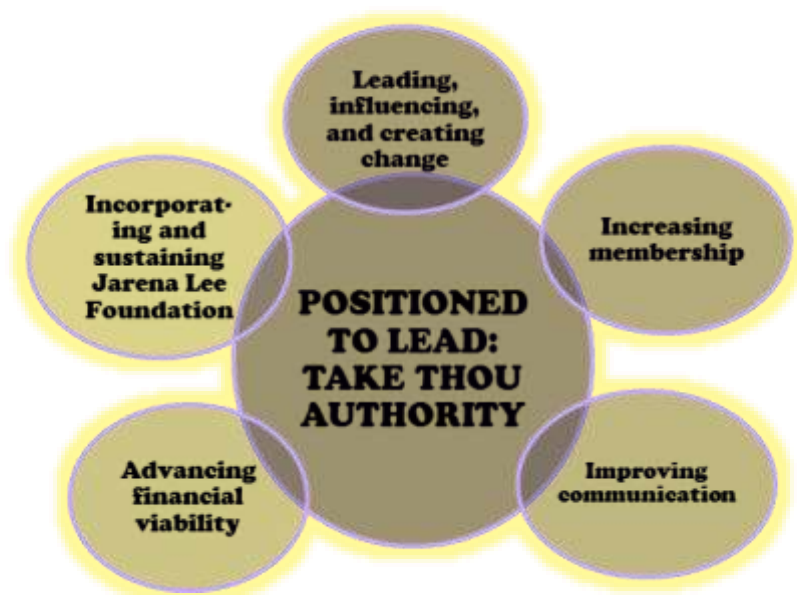 Leading,
influencing,
and creating
change
Increasing
membership
Improving
communication
Advancing
financial
viability
Incorporat-
ing and
sustaining
Jarena Lee
Foundation
POSITIONED
TO LEAD:
TAKE THOU
AUTHORITY